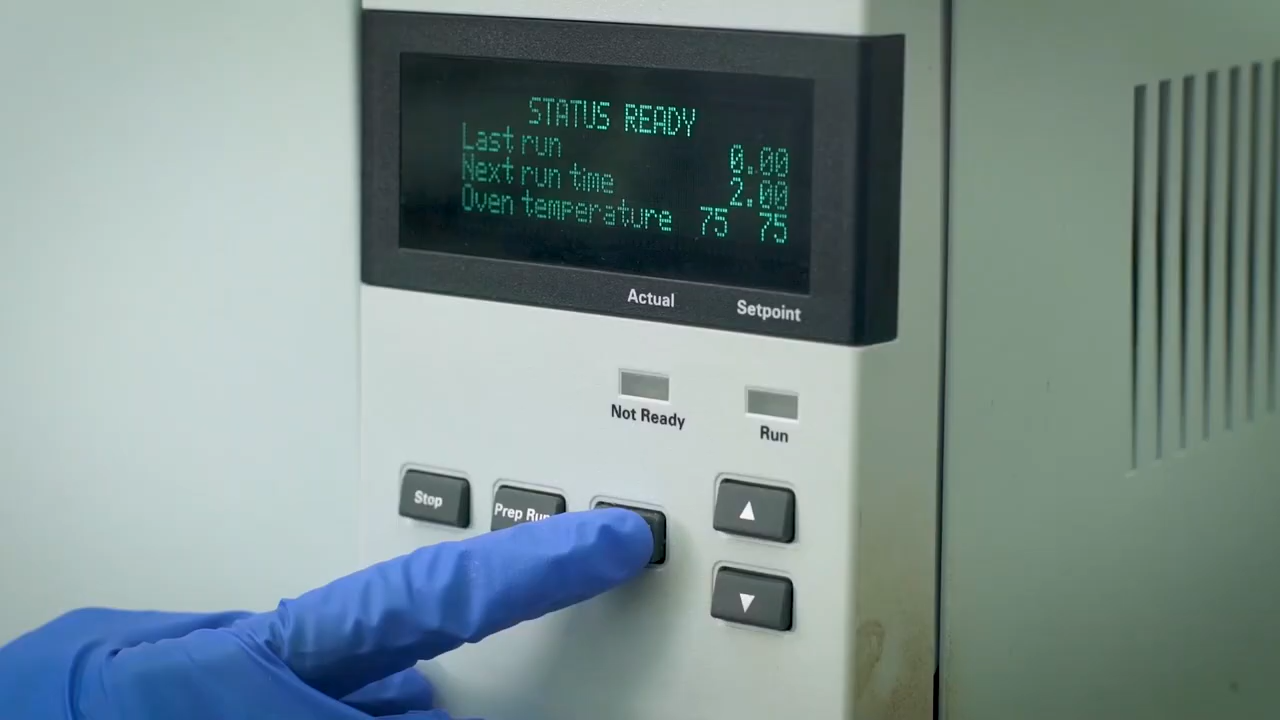 STATUS READY
Last run 0.00
Next run time 2.00
Oven temperature 75 75
Actual Setpoint
Not Ready Run
Stop Prep Run
▲
▼